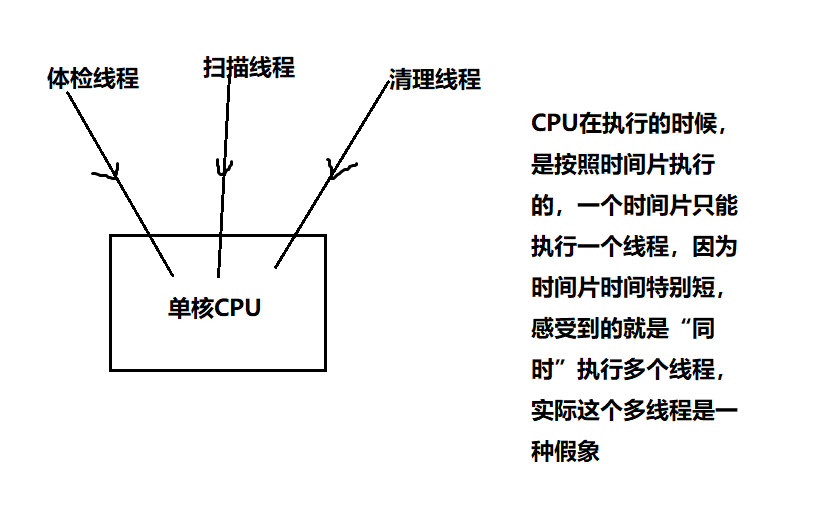 体检线程
扫描线程
清理线程
单核CPU
CPU在执行的时候，
是按照时间片执行
的，一个时间片只能
执行一个线程，因为
时间片时间特别短，
感受到的就是“同
时”执行多个线程，
实际这个多线程是一
种假象